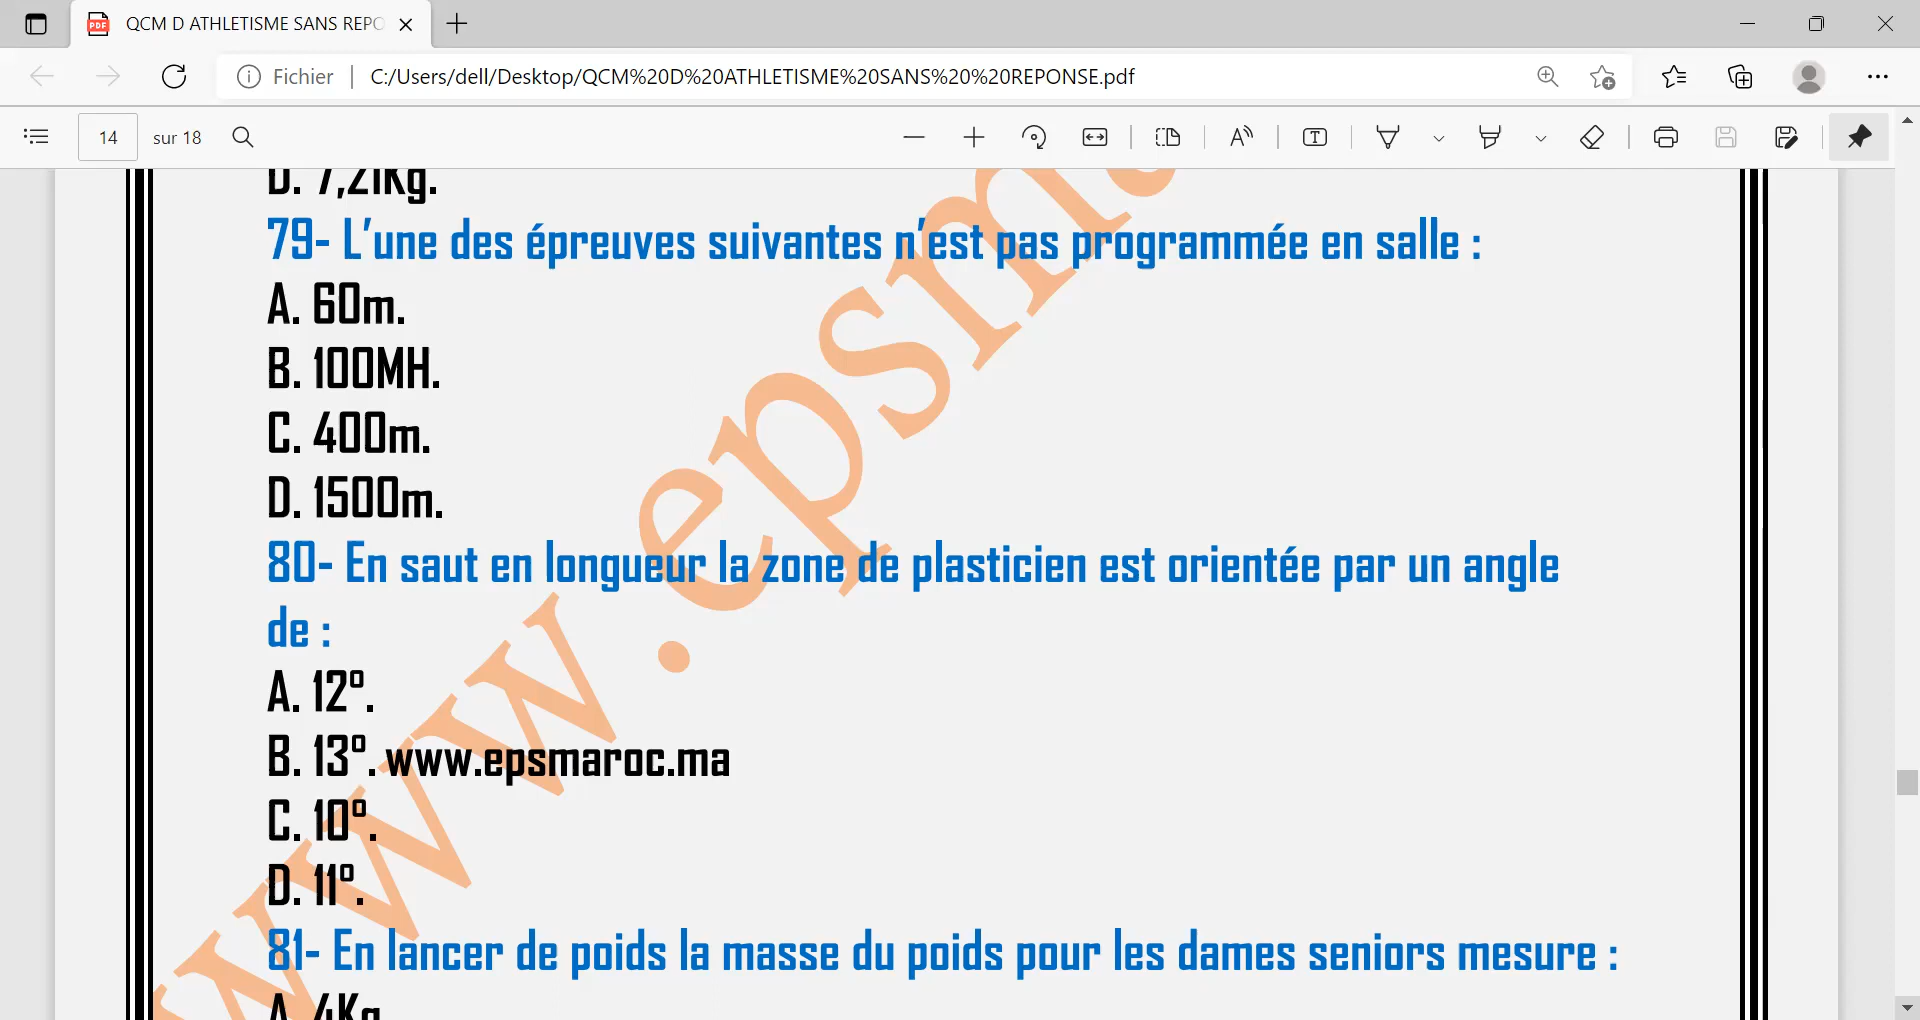 QCM D ATHLETISME SANS REPO
Fichier
C:/Users/dell/Desktop/QCM%20D%20ATHLETISME%20SANS%20%20REPONSE.pdf
14 sur 18
D. 7,21Kg.
79- L'une des épreuves suivantes n'est pas programmée en salle :
A. 60m.
B. 100MH.
C. 400m.
D. 1500m.
80- En saut en longueur la zone de plasticien est orientée par un angle
de :
A. 12°.
B. 13°. www.epsmaroc.ma
C. 10°.
D. 11°.
81- En lancer de poids la masse du poids pour les dames seniors mesure :
A. 4Kg
www.epsma